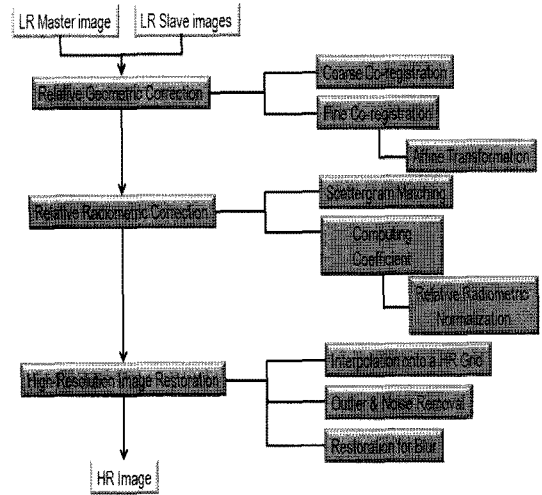 LR Master image
LR Slave images
Relative Geometric Correction
Coarse Co-registration
Fine Co-registration
Affine Transformation
Relative Radiometric Correction
Scattergram Matching
Computing
Coefficient
Relative Radiometric
Normalization
High-Resolution Image Restoration
Interpolation onto a HR Grid
Outlier & Noise Removal
Restoration for Blur
HR Image